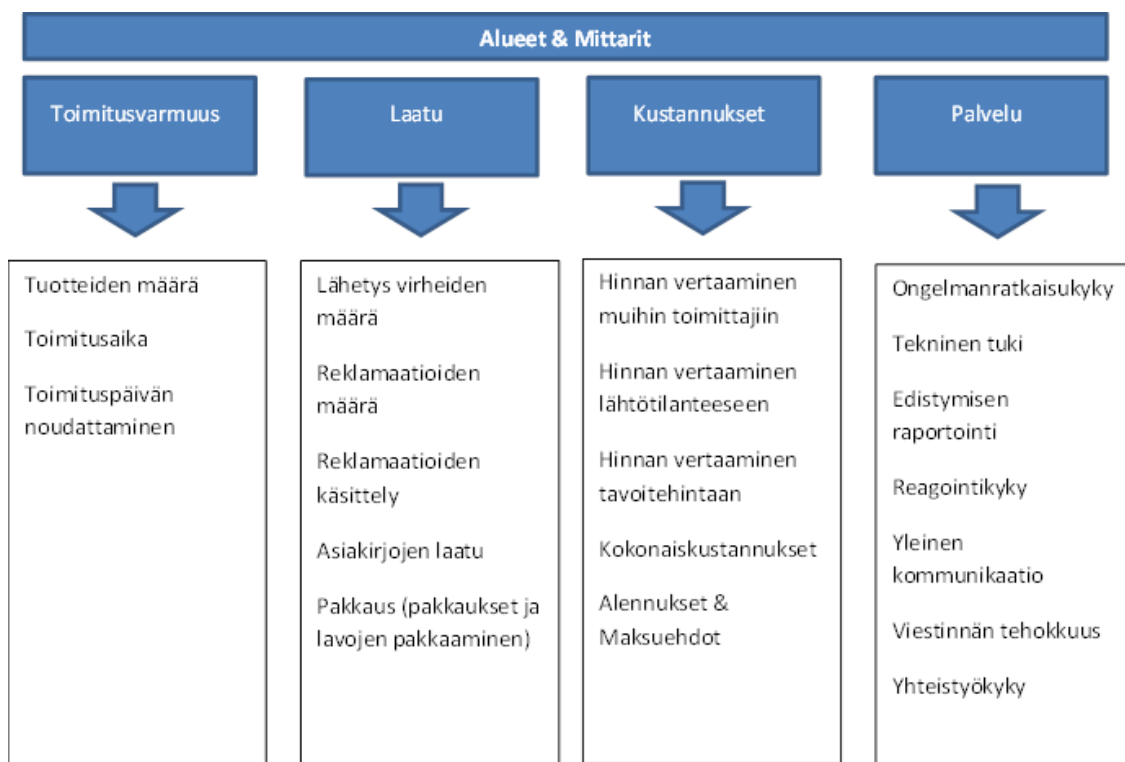 Alueet & Mittarit
Toimitusvarmuus
Laatu
Kustannukset
Palvelu
Tuotteiden määrä
Toimitusaika
Toimituspäivän
noudattaminen
Lähetys virheiden
määrä
Reklamaatioiden
määrä
Reklamaatioiden
käsittely
Asiakirjojen laatu
Pakkaus (pakkaukset ja
lavojen pakkaaminen)
Hinnan vertaaminen
muihin toimittajiin
Hinnan vertaaminen
lähtötilanteeseen
Hinnan vertaaminen
tavoitehintaan
Kokonaiskustannukset
Alennukset &
Maksuehdot
Ongelmanratkaisukyky
Tekninen tuki
Edistymisen
raportointi
Reagointikyky
Yleinen
kommunikaatio
Viestinnän tehokkuus
Yhteistyökyky